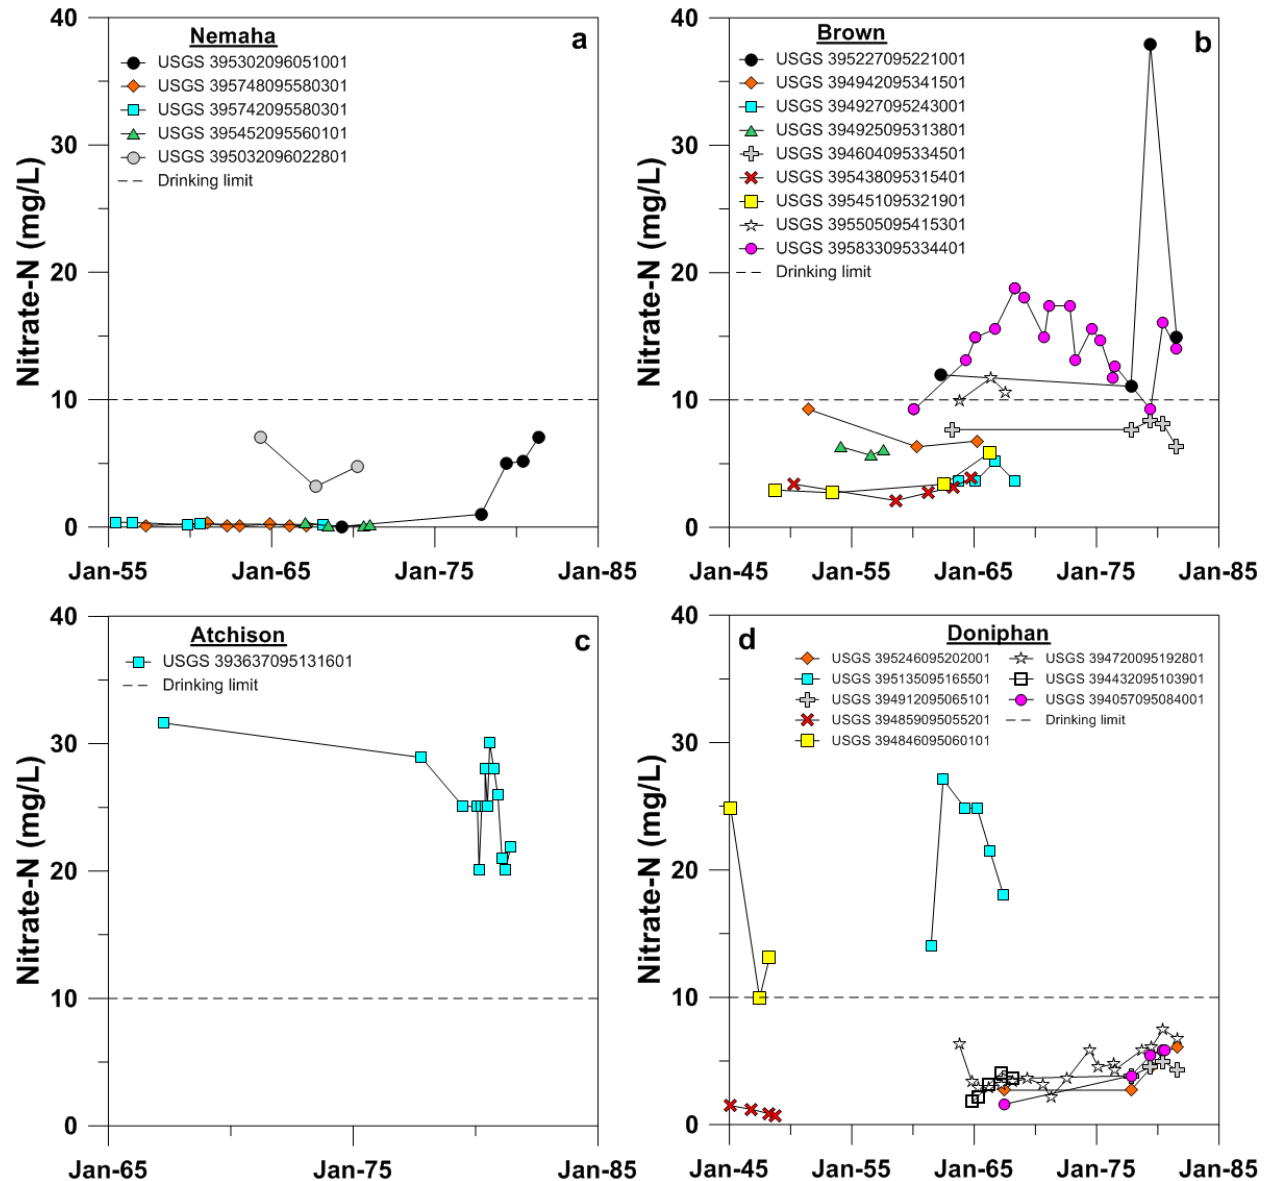 Nemaha
a
USGS 395302096051001
USGS 395748095580301
USGS 395742095580301
USGS 395452095560101
USGS 395032096022801
Drinking limit
Nitrate-N (mg/L)
40
30
20
10
0
Jan-55
Jan-65
Jan-75
Jan-85
Brown
b
USGS 395227095221001
USGS 394942095341501
USGS 394927095243001
USGS 394925095313801
USGS 394604095334501
USGS 395438095315401
USGS 395451095321901
USGS 395505095415301
USGS 395833095334401
Drinking limit
Nitrate-N (mg/L)
40
30
20
10
0
Jan-45
Jan-55
Jan-65
Jan-75
Jan-85
Atchison
c
USGS 393637095131601
Drinking limit
Nitrate-N (mg/L)
40
30
20
10
0
Jan-65
Jan-75
Jan-85
d
Doniphan
USGS 395246095202001
USGS 395135095165501
USGS 394912095065101
USGS 394859095055201
USGS 394846095060101
USGS 394720095192801
USGS 394432095103901
USGS 394057095084001
Drinking limit
Nitrate-N (mg/L)
40
30
20
10
0
Jan-45
Jan-55
Jan-65
Jan-75
Jan-85